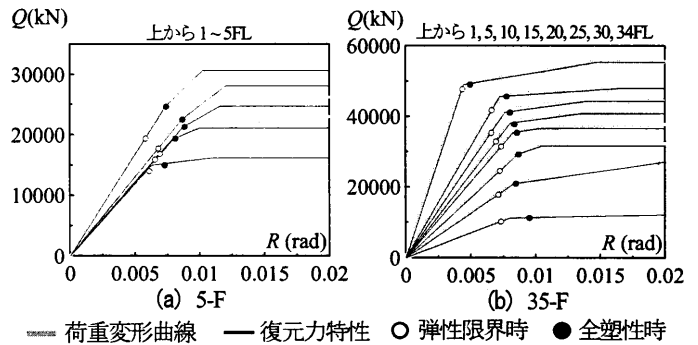 Q(kN)
上から1~5FL
30000
20000
10000
0
R (rad)
0 0.005 0.01 0.015 0.02
(a) 5-F
Q(kN)
上から 1, 5, 10, 15, 20, 25, 30, 34FL
60000
40000
20000
0
R (rad)
0 0.005 0.01 0.015 0.02
(b) 35-F
荷重変形曲線 復元力特性 弾性限界時 全塑性時